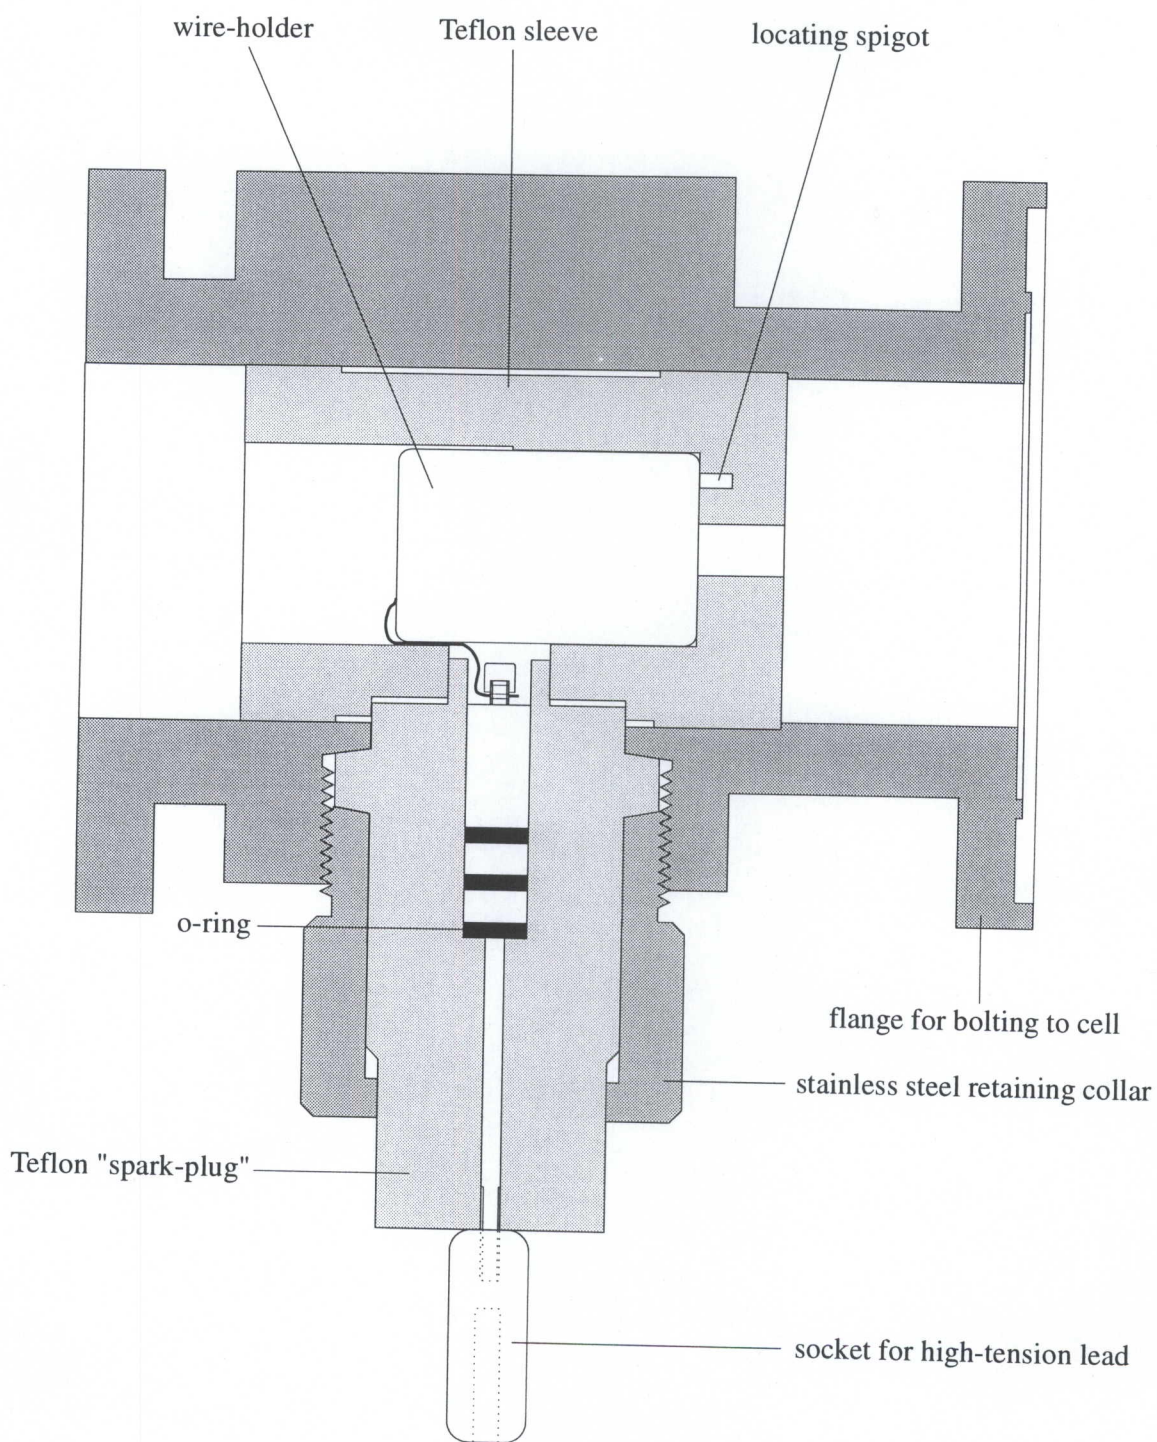 wire-holder
Teflon sleeve
locating spigot
o-ring
flange for bolting to cell
stainless steel retaining collar
Teflon "spark-plug"
socket for high-tension lead